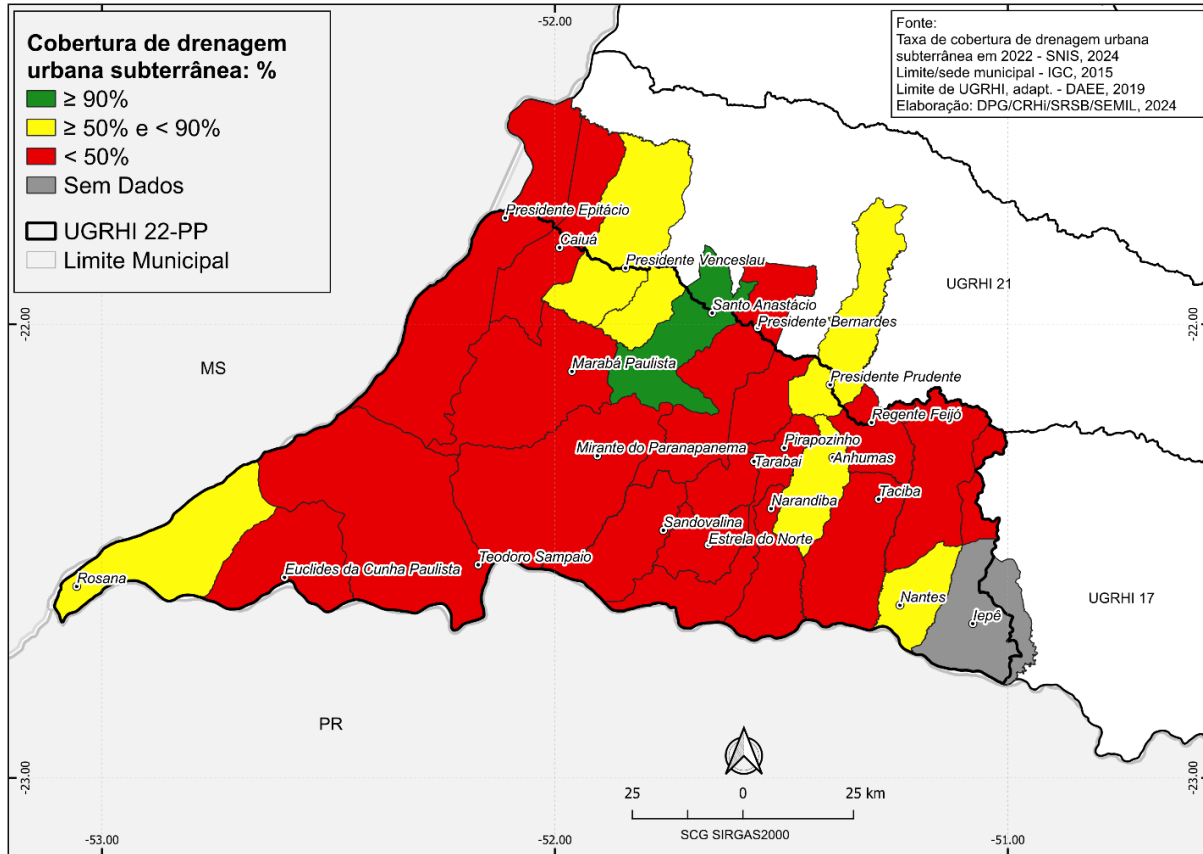 Cobertura de drenagem
urbana subterrânea: %
≥ 90%
≥ 50% e < 90%
< 50%
Sem Dados
UGRHI 22-PP
Limite Municipal
Fonte:
Taxa de cobertura de drenagem urbana
subterrânea em 2022 - SNIS, 2024
Limite/sede municipal - IGC, 2015
Limite de UGRHI, adapt. - DAEE, 2019
Elaboração: DPG/CRHi/SRSB/SEMIL, 2024
-52.00
Presidente Epitácio
Caiuá
Presidente Venceslau
UGRHI 21
Santo Anastácio
Presidente Bernardes
-22.00
-22.00
MS
Marabá Paulista
Presidente Prudente
Regente Feijó
Mirante do Paranapanema
Pirapozinho
Tarabai
Anhumas
Narandiba
Taciba
Sandovalina
Estrela do Norte
Teodoro Sampaio
Euclides da Cunha Paulista
Rosana
Nantes
Iepê
UGRHI 17
PR
-23.00
-23.00
25 0 25 km
SCG SIRGAS2000
-53.00
-52.00
-51.00